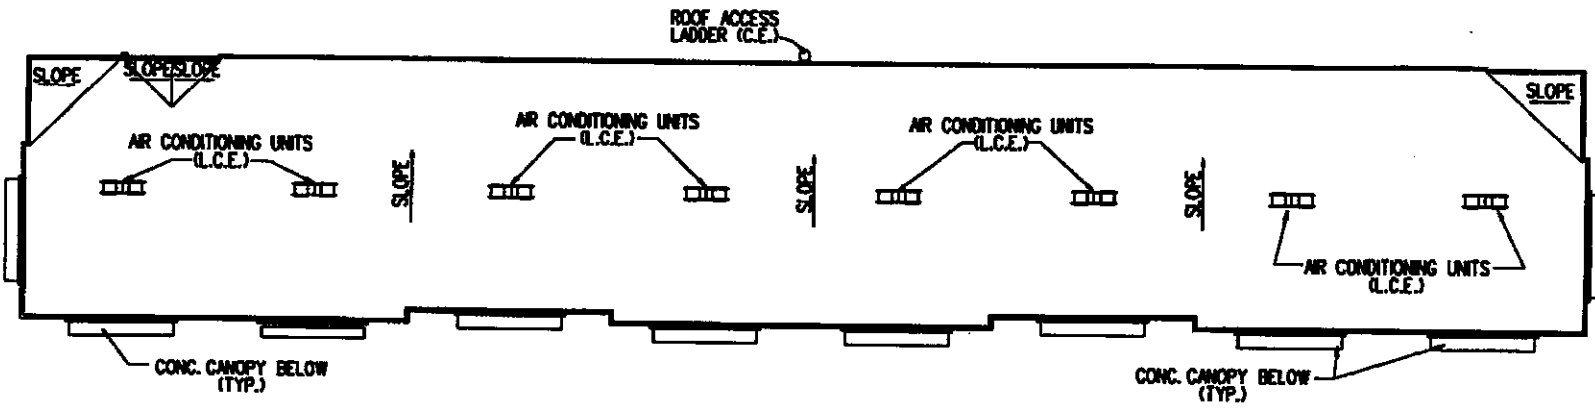 ROOF ACCESS
LADDER (C.E.)
SLOPE
SLOPE SLOPE
SLOPE
AIR CONDITIONING UNITS
(L.C.E.)
AIR CONDITIONING UNITS
(L.C.E.)
AIR CONDITIONING UNITS
(L.C.E.)
SLOPE
SLOPE
SLOPE
AIR CONDITIONING UNITS
(L.C.E.)
CONC. CANOPY BELOW
(TYP.)
CONC. CANOPY BELOW
(TYP.)